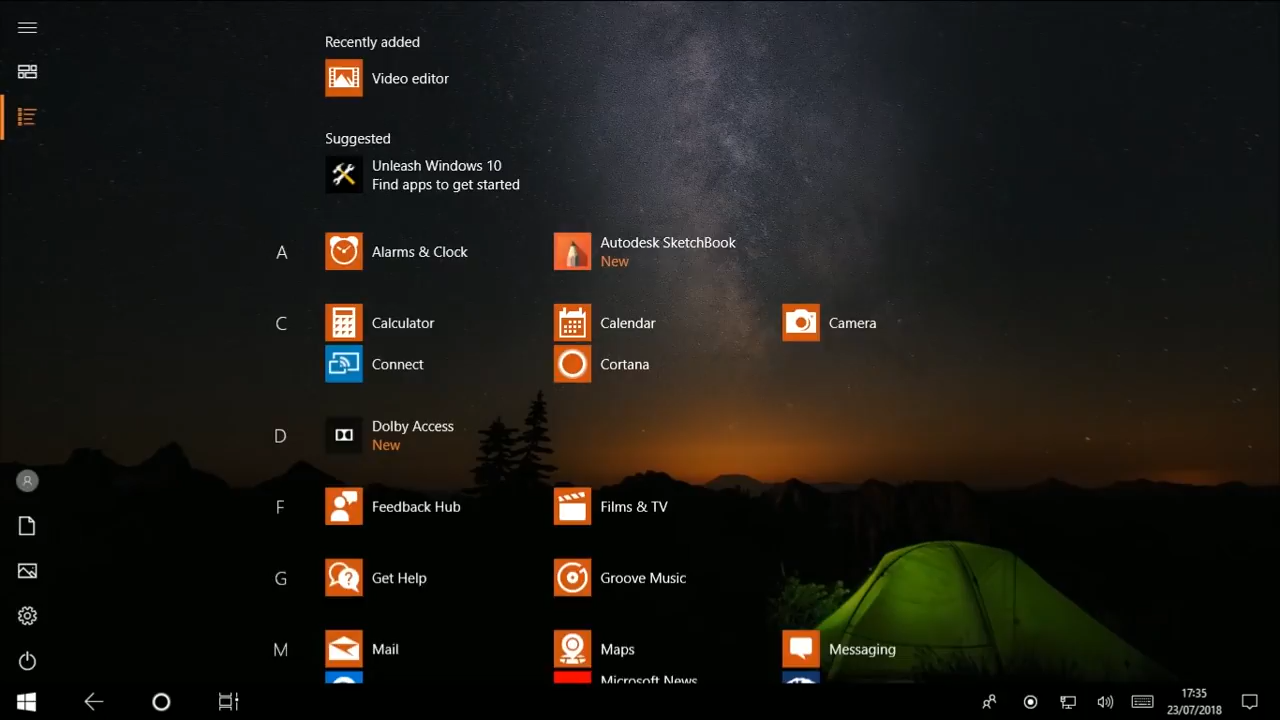 Recently added
Video editor
Suggested
Unleash Windows 10
Find apps to get started
A
Alarms & Clock
Autodesk SketchBook
New
C
Calculator
Calendar
Camera
Connect
Cortana
D
Dolby Access
New
F
Feedback Hub
Films & TV
G
Get Help
Groove Music
M
Mail
Maps
Messaging
Microsoft News
17:35
23/07/2018